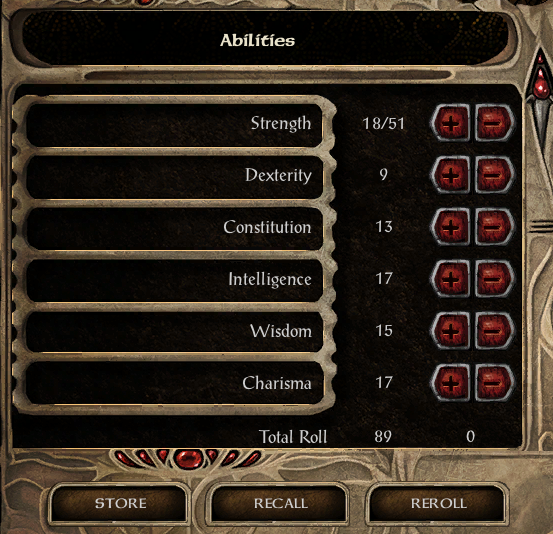 Abilities
Strength 18/51
Dexterity 9
Constitution 13
Intelligence 17
Wisdom 15
Charisma 17
Total Roll 89 0
STORE RECALL REROLL